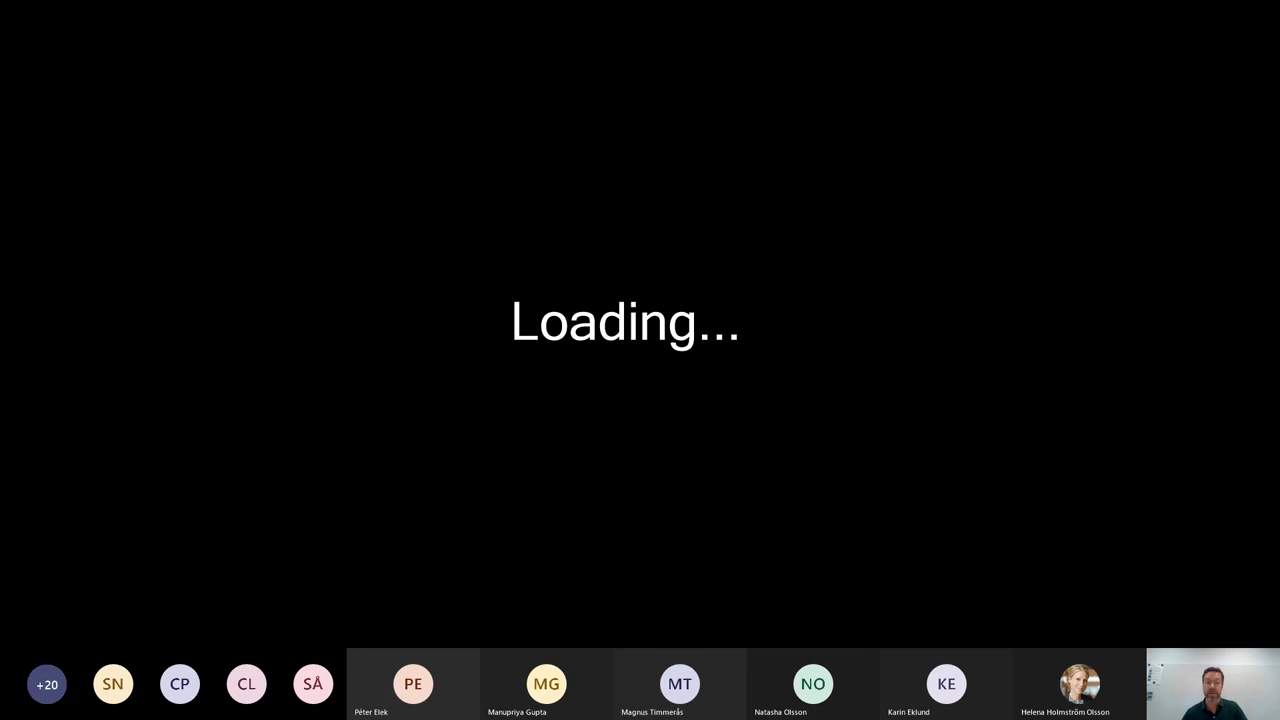 Loading...
+20
SN
CP
CL
SÅ
PE
MG
MT
NO
KE
Péter Elek
Manupriya Gupta
Magnus Timmerås
Natasha Olsson
Karin Eklund
Helena Holmström Olsson